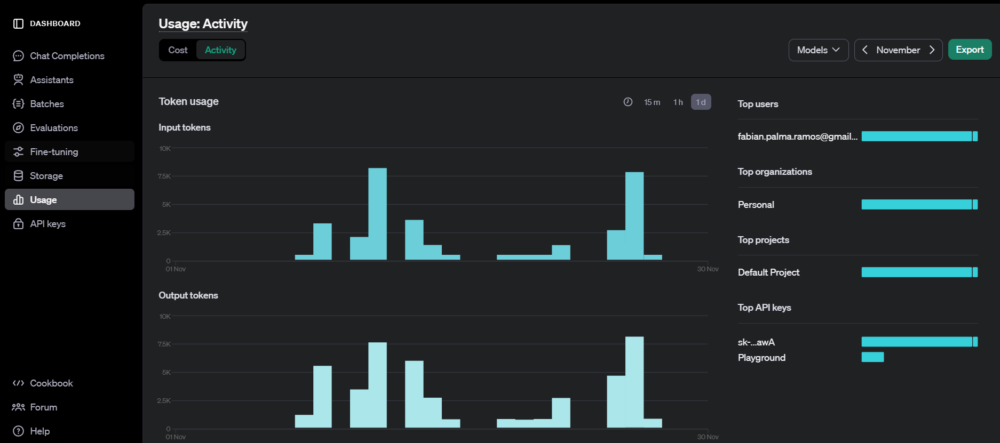 DASHBOARD
Chat Completions
Assistants
Batches
Evaluations
Fine-tuning
Storage
Usage
API keys
Cookbook
Forum
Help
Usage: Activity
Cost
Activity
Models
November
Export
Token usage
15 m
1 h
1 d
Input tokens
10K
7.5K
5K
2.5K
0
01 Nov
30 Nov
Output tokens
10K
7.5K
5K
2.5K
0
01 Nov
30 Nov
Top users
fabian.palma.ramos@gmail...
Top organizations
Personal
Top projects
Default Project
Top API keys
sk-...awA
Playground